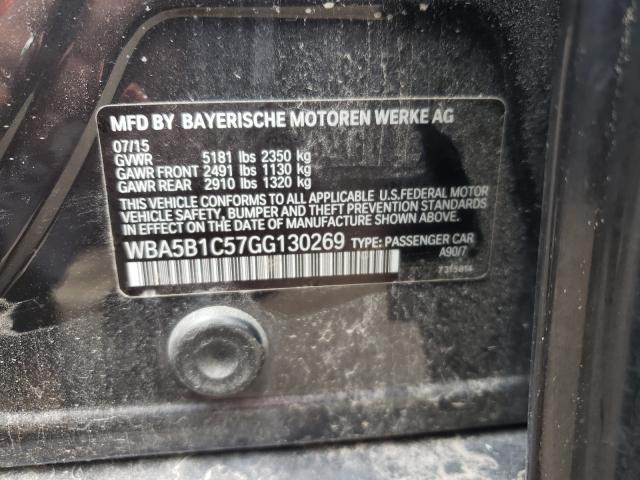 MFD BY BAYERISCHE MOTOREN WERKE AG
07/15
GVWR 5181 lbs 2350 kg
GAWR FRONT 2491 lbs 1130 kg
GAWR REAR 2910 lbs 1320 kg
THIS VEHICLE CONFORMS TO ALL APPLICABLE U.S.FEDERAL MOTOR
VEHICLE SAFETY, BUMPER AND THEFT PREVENTION STANDARDS
IN EFFECT ON THE DATE OF MANUFACTURE SHOWN ABOVE.
WBA5B1C57GG130269 TYPE: PASSENGER CAR
A90/7
7315814